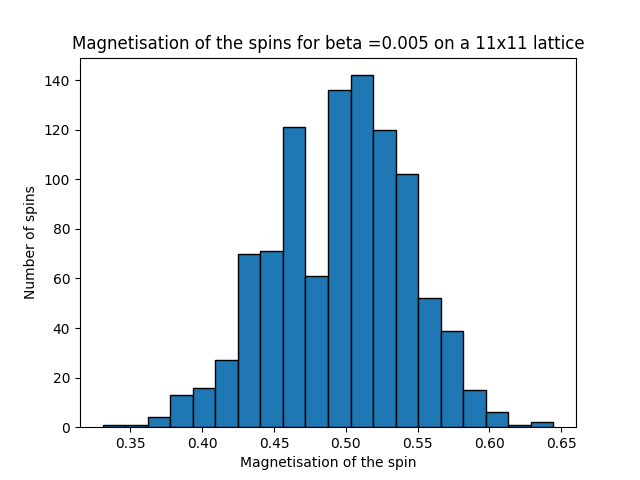 Magnetisation of the spins for beta =0.005 on a 11x11 lattice
140
120
100
80
60
40
20
0
Number of spins
0.35 0.40 0.45 0.50 0.55 0.60 0.65
Magnetisation of the spin